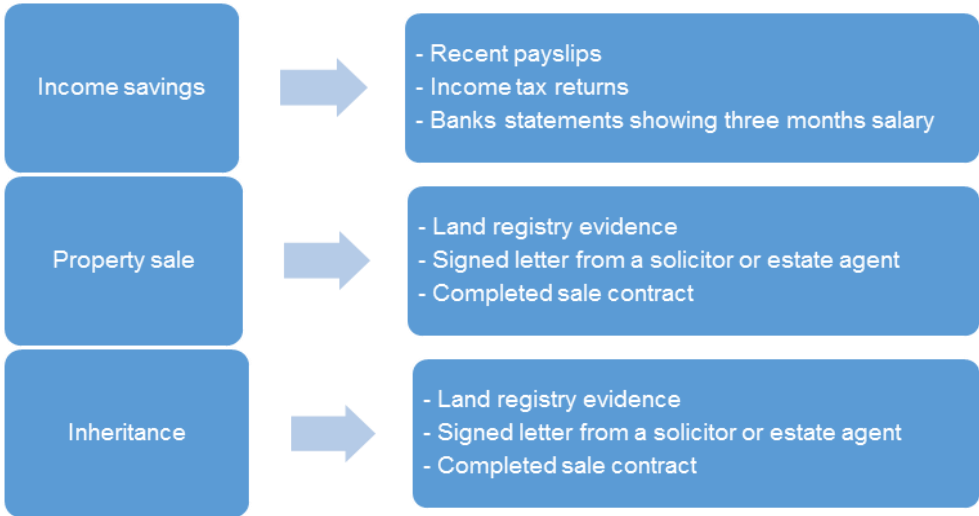 Income savings
- Recent payslips
- Income tax returns
- Banks statements showing three months salary
Property sale
- Land registry evidence
- Signed letter from a solicitor or estate agent
- Completed sale contract
Inheritance
- Land registry evidence
- Signed letter from a solicitor or estate agent
- Completed sale contract